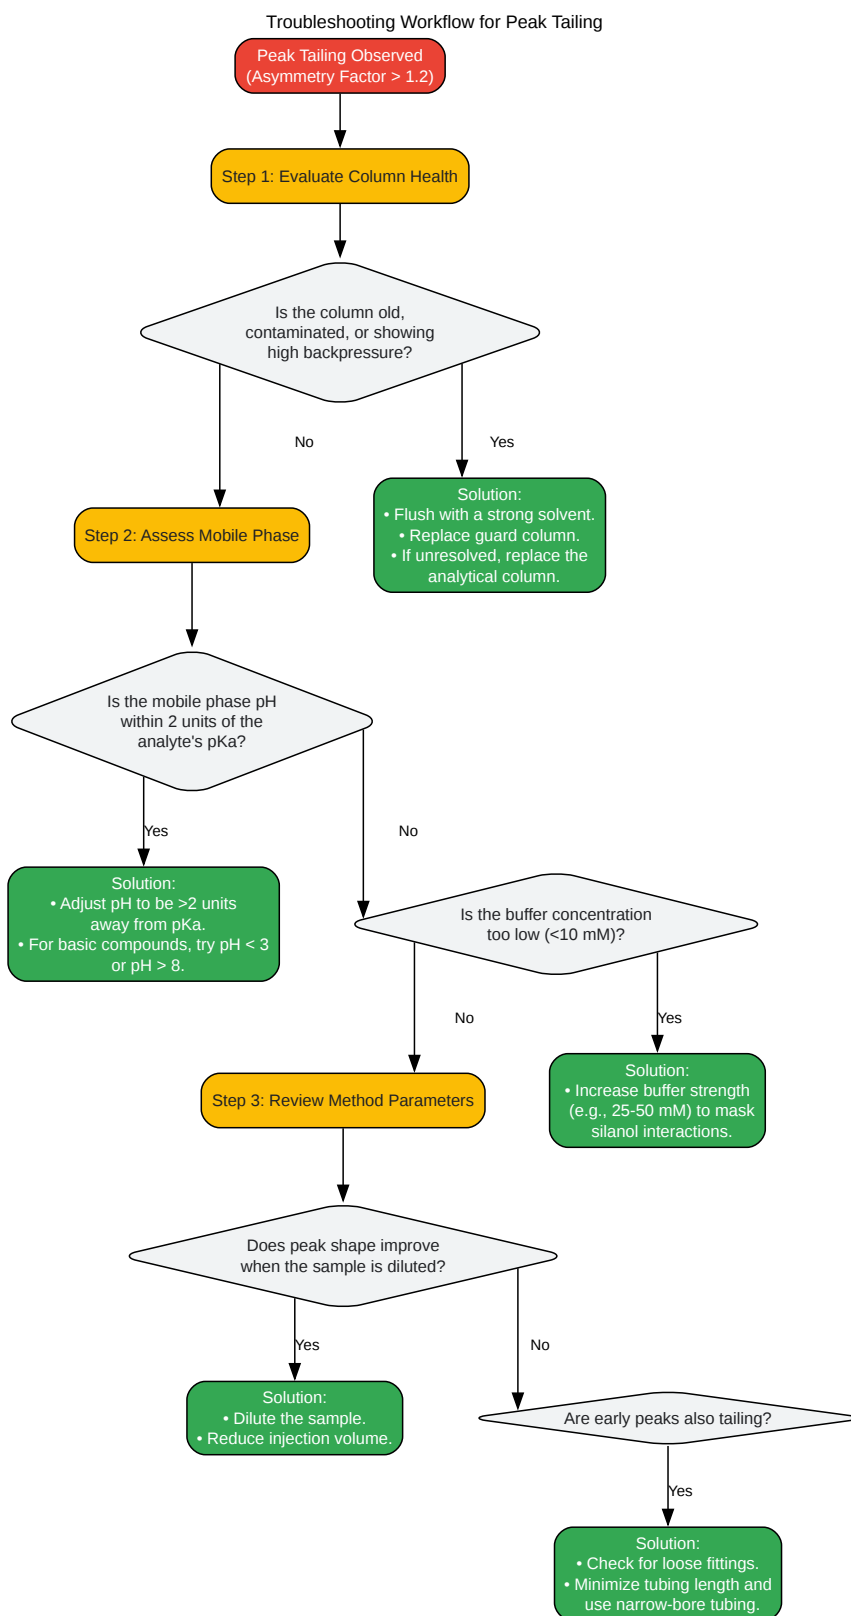 Troubleshooting Workflow for Peak Tailing
Peak Tailing Observed
(Asymmetry Factor > 1.2)
Step 1: Evaluate Column Health
Is the column old,
contaminated, or showing
high backpressure?
No
Yes
Solution:
• Flush with a strong solvent.
• Replace guard column.
• If unresolved, replace the
analytical column.
Step 2: Assess Mobile Phase
Is the mobile phase pH
within 2 units of the
analyte's pKa?
Yes
No
Solution:
• Adjust pH to be >2 units
away from pKa.
• For basic compounds, try pH < 3
or pH > 8.
Is the buffer concentration
too low (<10 mM)?
No
Yes
Solution:
• Increase buffer strength
(e.g., 25-50 mM) to mask
silanol interactions.
Step 3: Review Method Parameters
Does peak shape improve
when the sample is diluted?
Yes
No
Solution:
• Dilute the sample.
• Reduce injection volume.
Are early peaks also tailing?
Yes
Solution:
• Check for loose fittings.
• Minimize tubing length and
use narrow-bore tubing.